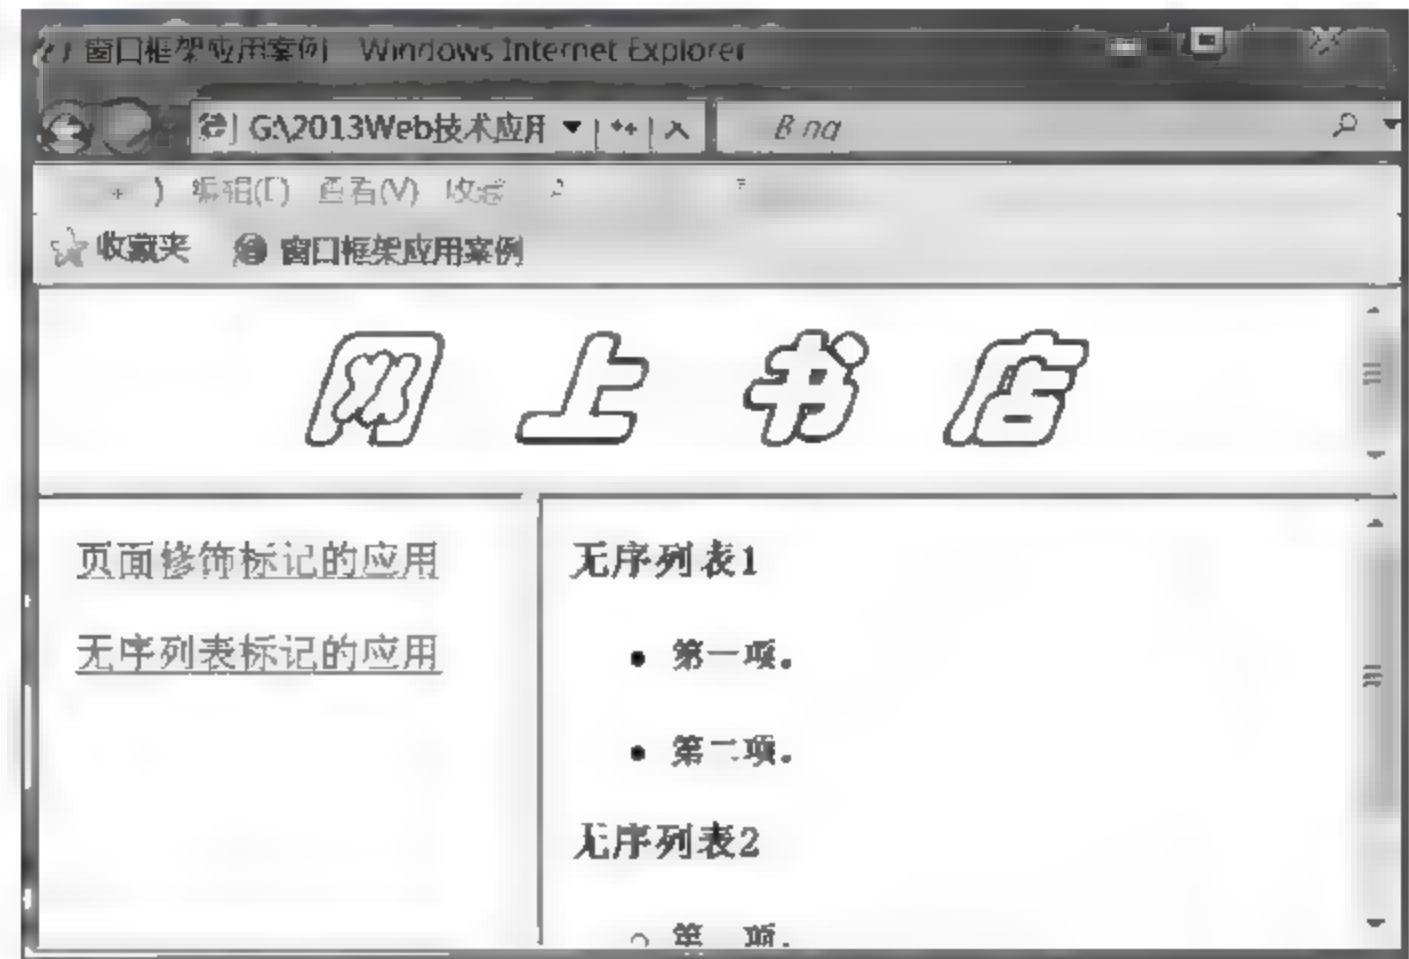 窗口框架应用案例 Windows Internet Explorer
G:\2013Web技术应用 Bing
编辑(E) 查看(V) 收藏
收藏夹 窗口框架应用案例
网上书店
页面修饰标记的应用
无序列表标记的应用
无序列表1
• 第一项。
• 第二项。
无序列表2